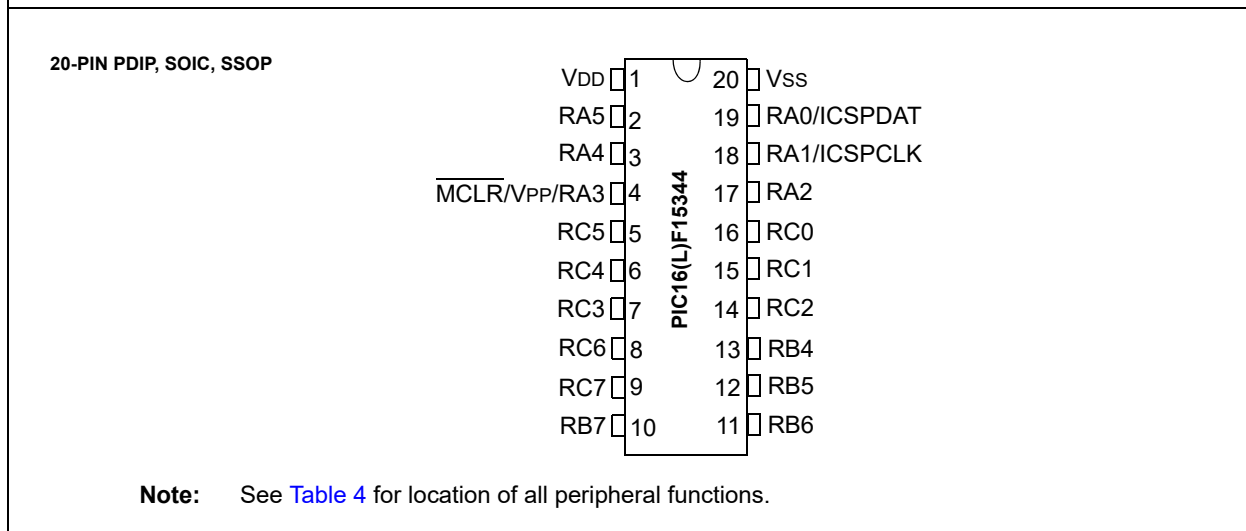 20-PIN PDIP, SOIC, SSOP
VDD 1 20 VSS
RA5 2 19 RA0/ICSPDAT
RA4 3 18 RA1/ICSPCLK
MCLR/VPP/RA3 4 17 RA2
RC5 5 16 RC0
RC4 6 15 RC1
RC3 7 14 RC2
RC6 8 13 RB4
RC7 9 12 RB5
RB7 10 11 RB6
PIC16(L)F15344
Note: See Table 4 for location of all peripheral functions.